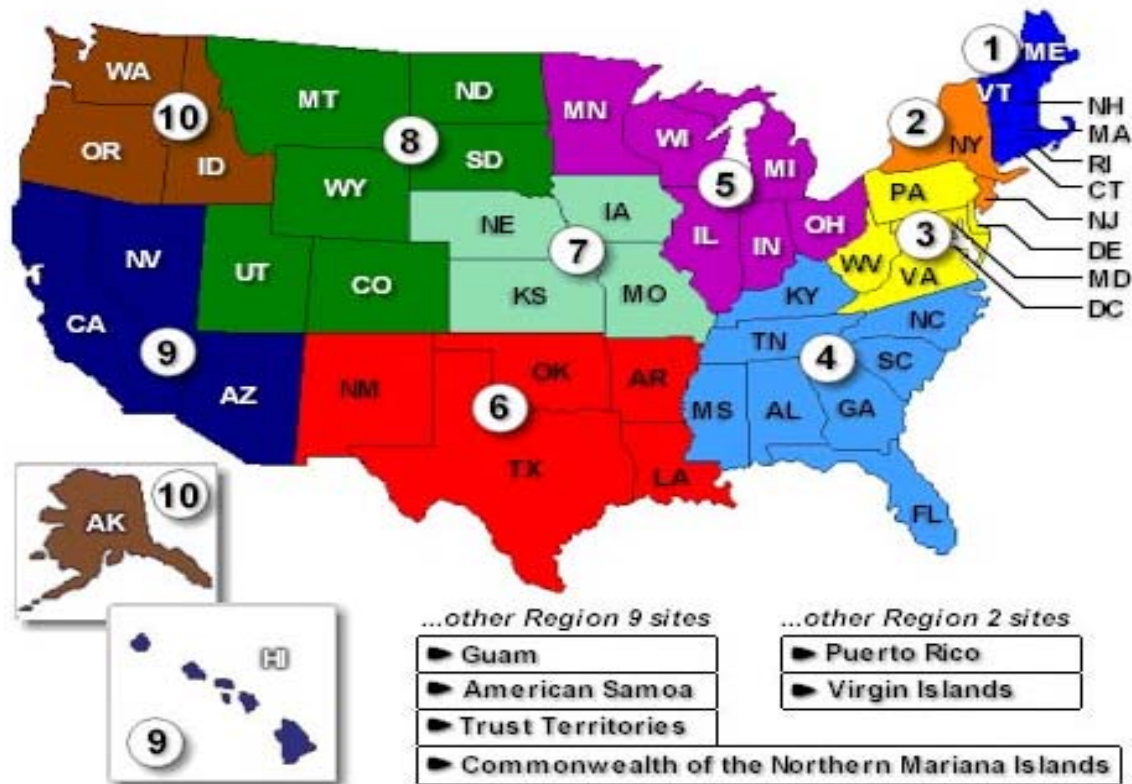 1
ME
WA
MT
ND
MN
VT
NH
10
2
MA
OR
ID
8
SD
WI
MI
NY
RI
5
CT
WY
PA
NJ
NE
IA
OH
3
DE
NV
7
IL
IN
WV
MD
UT
CO
KS
MO
VA
DC
CA
KY
NC
9
TN
4
SC
AZ
NM
OK
AR
6
MS
AL
GA
TX
LA
10
AK
FL
...other Region 9 sites
Guam
American Samoa
Trust Territories
Commonwealth of the Northern Mariana Islands
...other Region 2 sites
Puerto Rico
Virgin Islands
HI
9